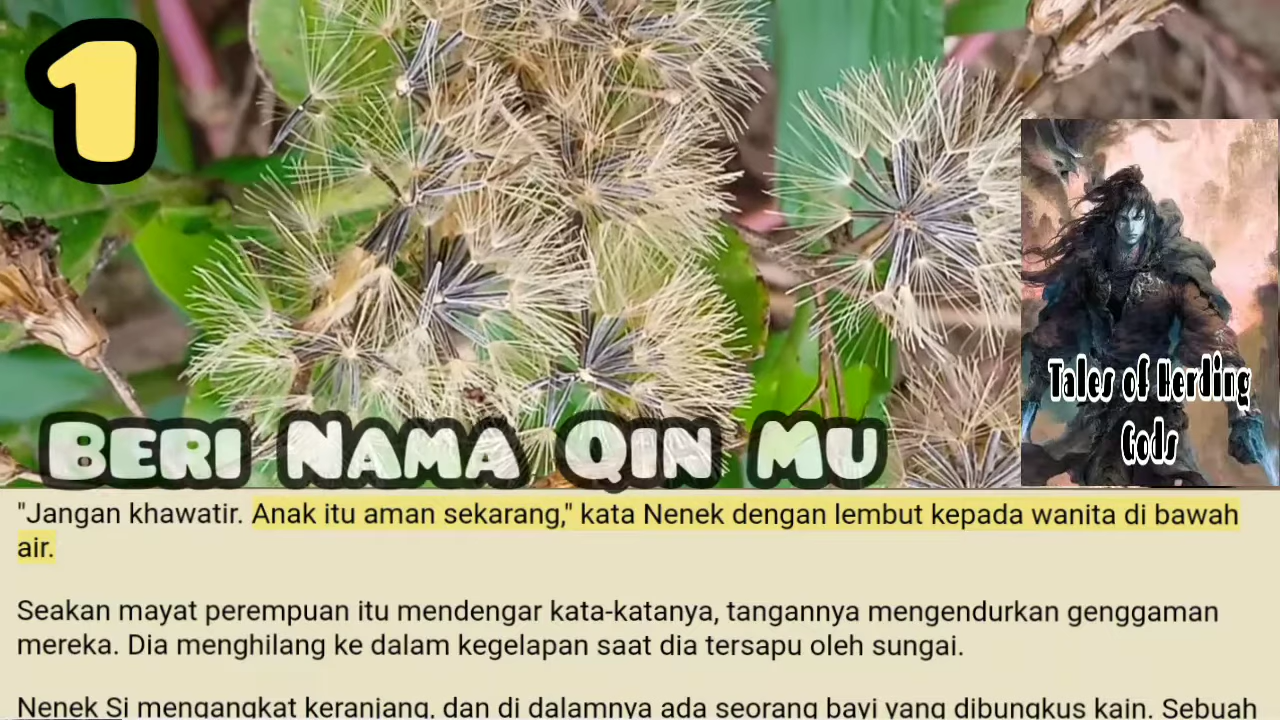 1
Tales of Herding
Gods
BERI NAMA QIN MU
"Jangan khawatir. Anak itu aman sekarang," kata Nenek dengan lembut kepada wanita di bawah
air.
Seakan mayat perempuan itu mendengar kata-katanya, tangannya mengendurkan genggaman
mereka. Dia menghilang ke dalam kegelapan saat dia tersapu oleh sungai.
Nenek Si mengangkat keranjang, dan di dalamnya ada seorang bayi yang dibungkus kain. Sebuah